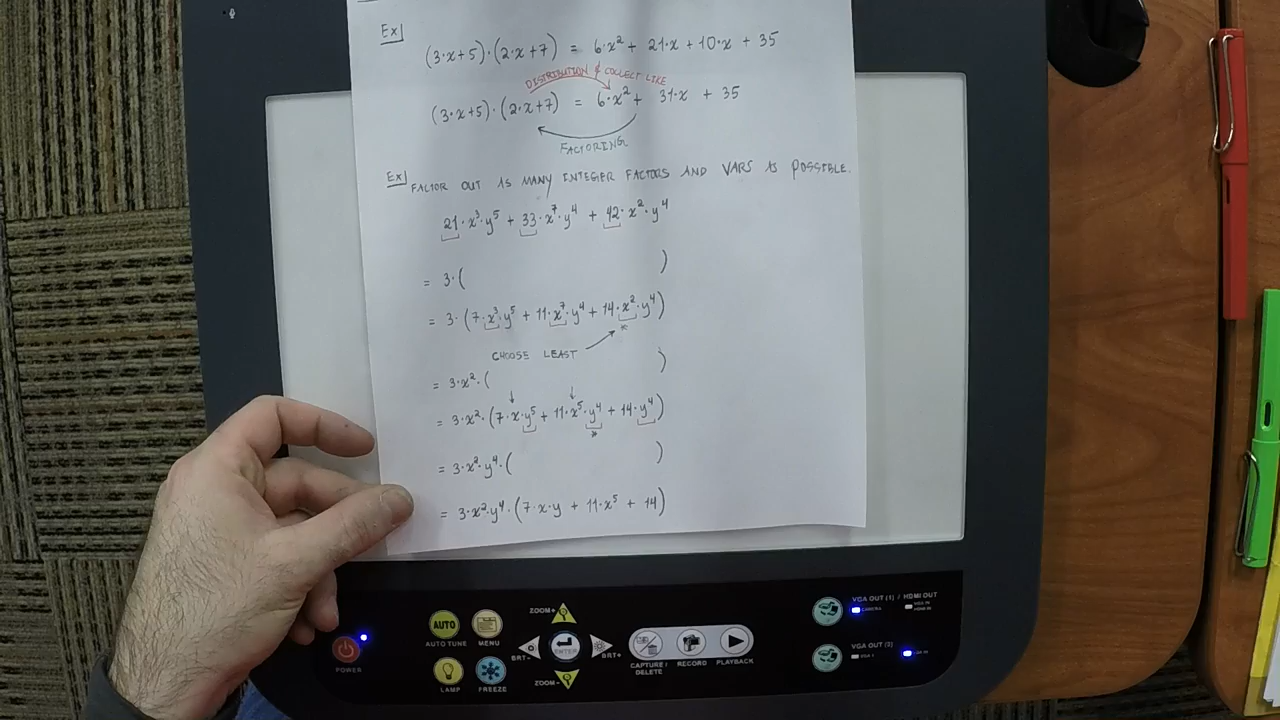 Ex]
(3·x+5)·(2·x+7) = 6·x² + 21·x + 10·x + 35
DISTRIBUTION & COLLECT LIKE
(3·x+5)·(2·x+7) = 6·x² + 31·x + 35
FACTORING
Ex] FACTOR OUT AS MANY INTEGER FACTORS AND VARS AS POSSIBLE.
21·x³·y⁵ + 33·x⁷·y⁴ + 42·x²·y⁴
= 3·( )
= 3·(7·x³·y⁵ + 11·x⁷·y⁴ + 14·x²·y⁴)
*
CHOOSE LEAST
= 3·x²·( )
= 3·x²·(7·x·y⁵ + 11·x⁵·y⁴ + 14·y⁴)
*
= 3·x²·y⁴·( )
= 3·x²·y⁴·(7·x·y + 11·x⁵ + 14)
POWER
AUTO
AUTO TUNE
MENU
LAMP
FREEZE
ZOOM+
BRT-
ENTER
BRT+
ZOOM-
CAPTURE / DELETE
RECORD
PLAYBACK
VGA OUT (1) / HDMI OUT
CAMERA
VGA OUT (2)